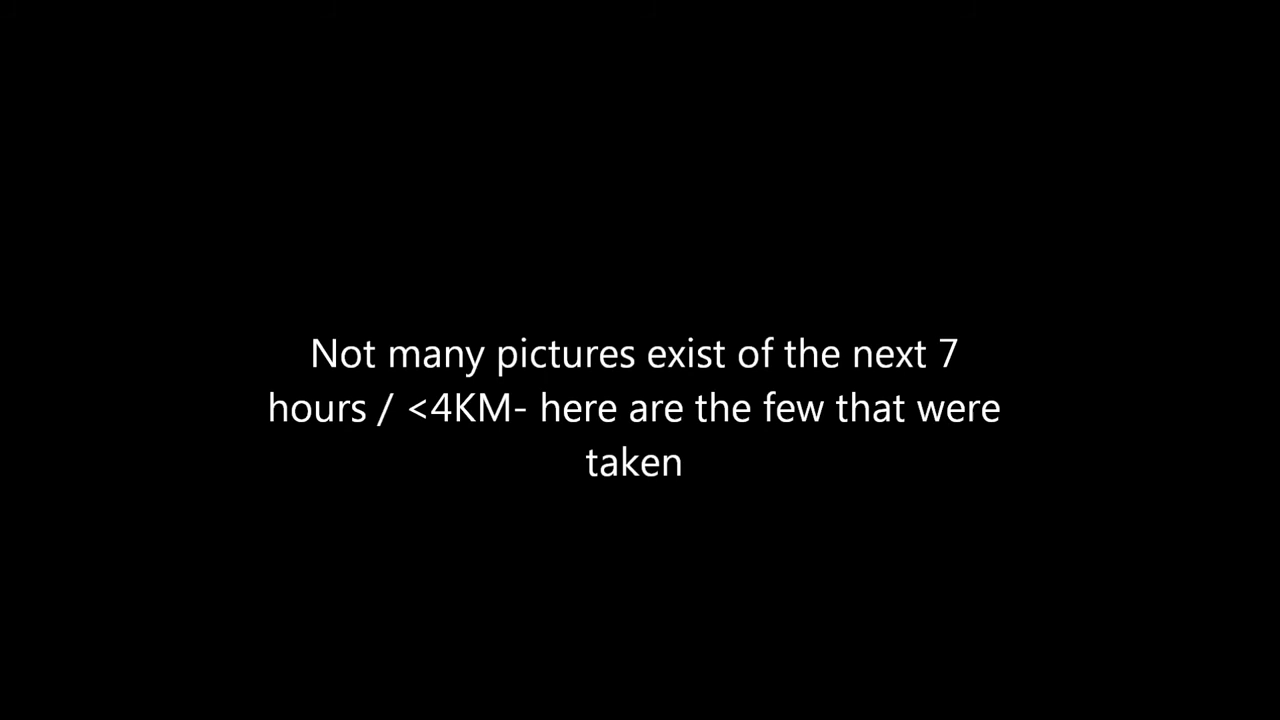 Not many pictures exist of the next 7
hours / <4KM- here are the few that were
taken